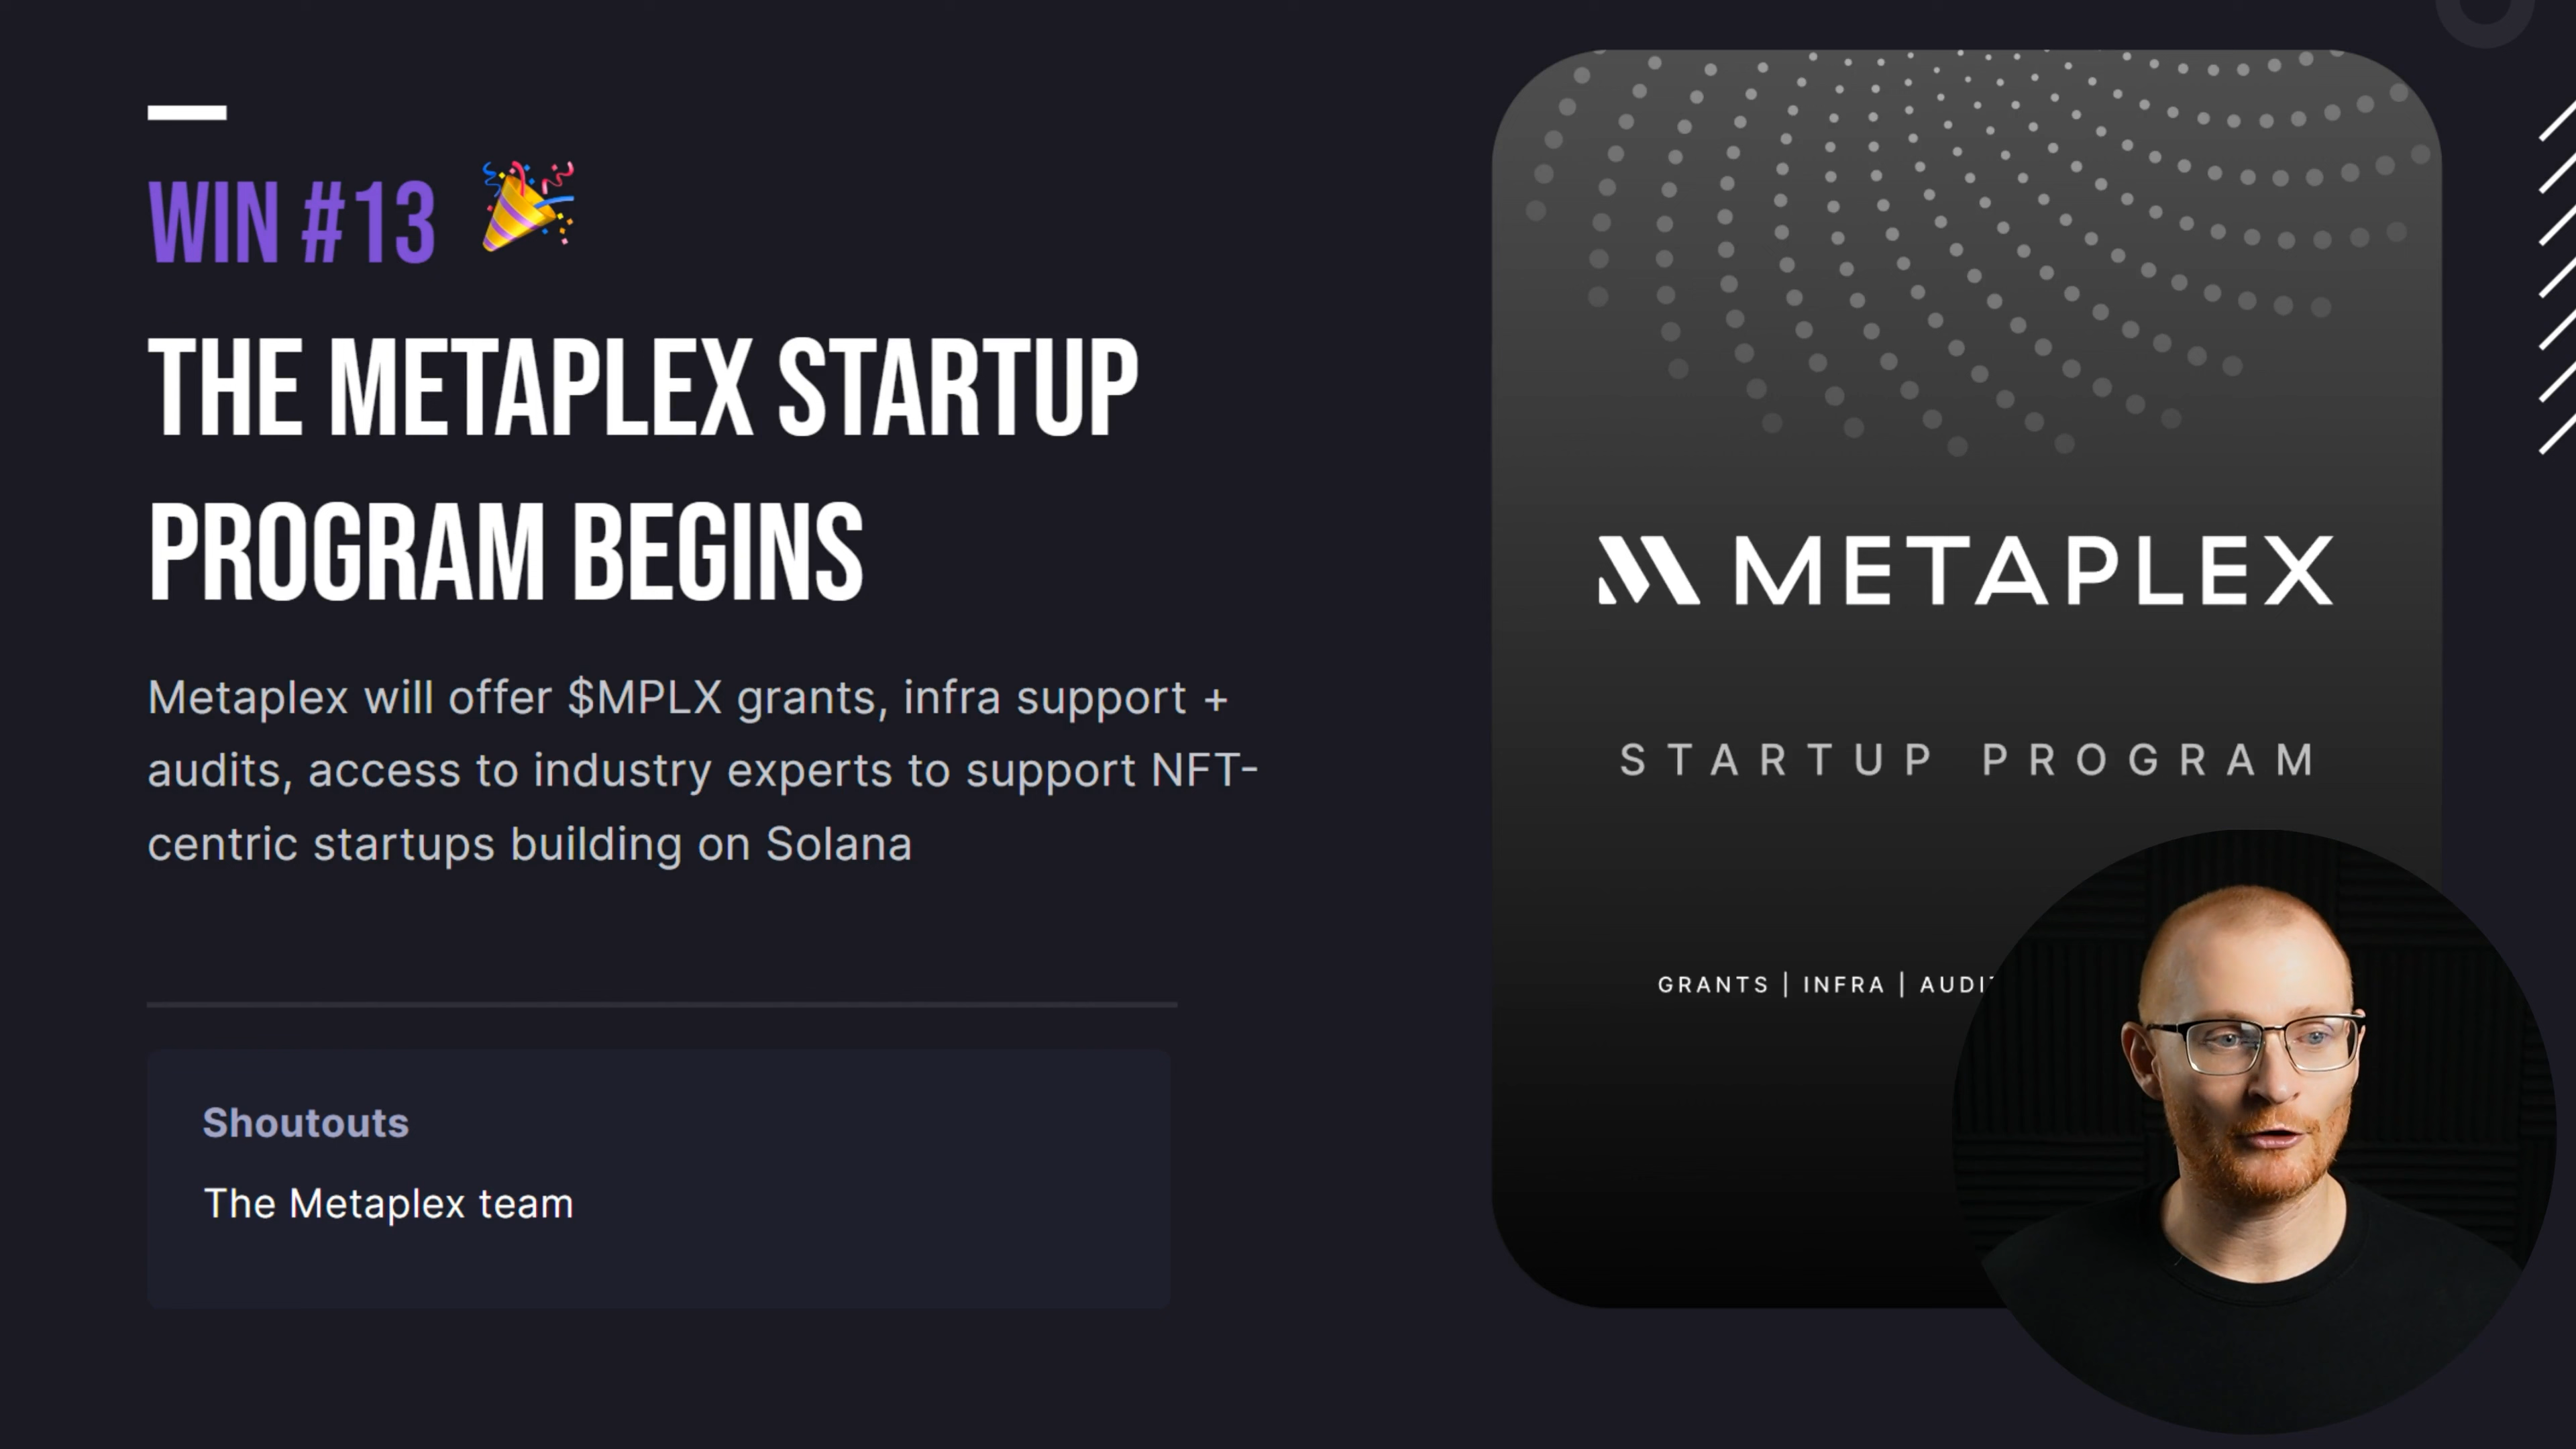 WIN #13 🎉
THE METAPLEX STARTUP
PROGRAM BEGINS
Metaplex will offer $MPLX grants, infra support +
audits, access to industry experts to support NFT-
centric startups building on Solana
Shoutouts
The Metaplex team
METAPLEX
STARTUP PROGRAM
GRANTS | INFRA |